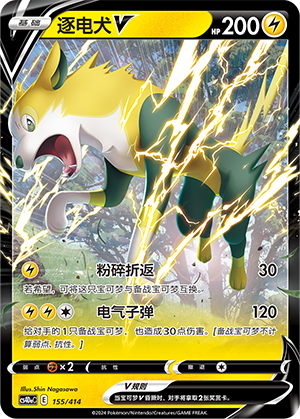 基础 逐电犬V HP 200
粉碎折返 30
若希望，可将这只宝可梦与备战宝可梦互换。
电气子弹 120
给对手的1只备战宝可梦，也造成30点伤害。[备战宝可梦不计
算弱点、抗性。]
弱点 ×2 抗性 撤退
V规则
当宝可梦V昏厥时，对手将拿取2张奖赏卡。
Illus.Shin Nagasawa
E 155/414
©2024 Pokémon/Nintendo/Creatures/GAME FREAK.